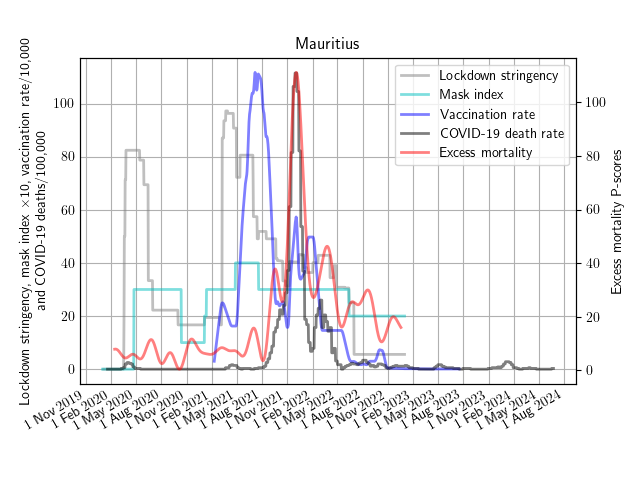 Mauritius
Lockdown stringency, mask index ×10, vaccination rate/10,000
and COVID-19 deaths/100,000
100
80
60
40
20
0
Lockdown stringency
Mask index
Vaccination rate
COVID-19 death rate
Excess mortality
100
80
60
40
20
0
Excess mortality P-scores
1 Nov 2019
1 Feb 2020
1 May 2020
1 Aug 2020
1 Nov 2020
1 Feb 2021
1 May 2021
1 Aug 2021
1 Nov 2021
1 Feb 2022
1 May 2022
1 Aug 2022
1 Nov 2022
1 Feb 2023
1 May 2023
1 Aug 2023
1 Nov 2023
1 Feb 2024
1 May 2024
1 Aug 2024